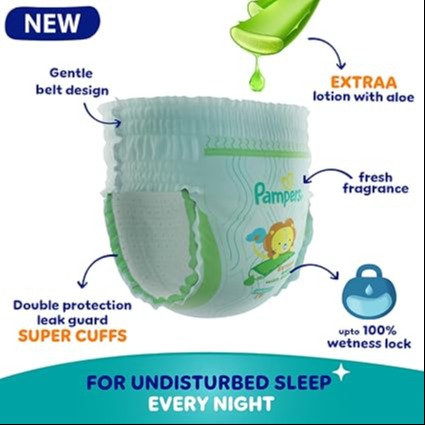 NEW
Gentle
belt design
EXTRAA
lotion with aloe
Pampers
fresh
fragrance
Double protection
leak guard
SUPER CUFFS
upto 100%
wetness lock
FOR UNDISTURBED SLEEP
EVERY NIGHT